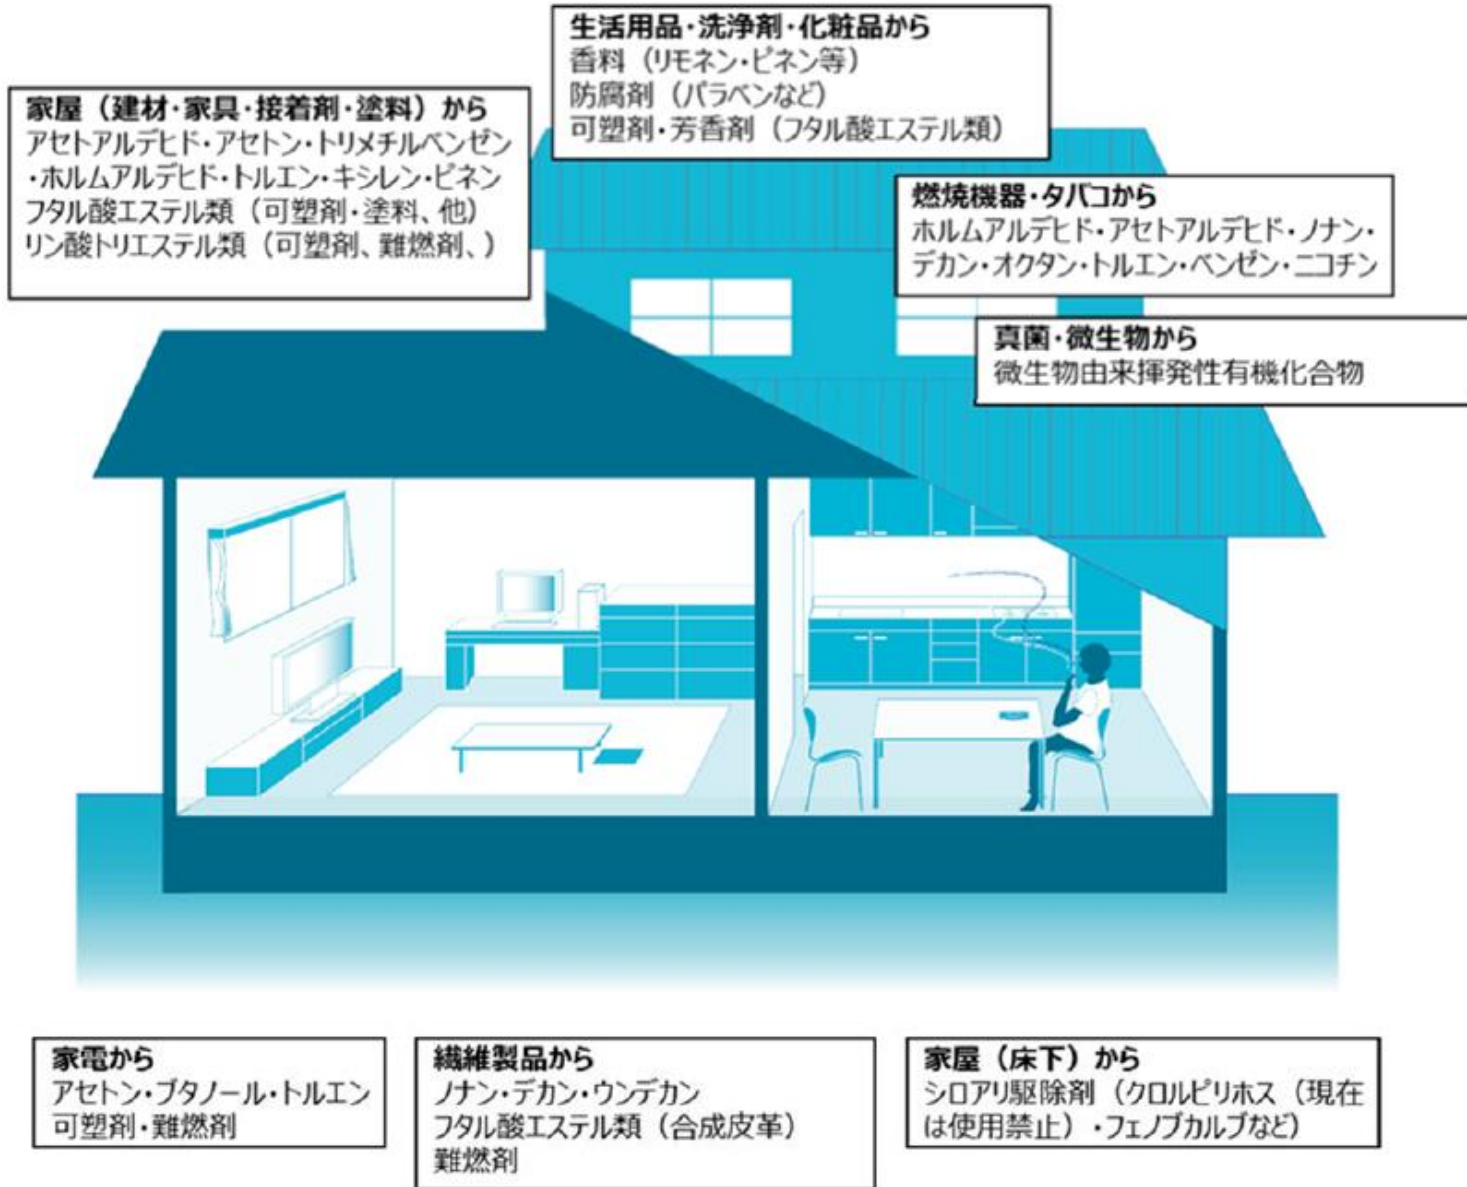 生活用品・洗浄剤・化粧品から
香料（リモネン・ピネン等）
防腐剤（パラベンなど）
可塑剤・芳香剤（フタル酸エステル類）
家屋（建材・家具・接着剤・塗料）から
アセトアルデヒド・アセトン・トリメチルベンゼン
・ホルムアルデヒド・トルエン・キシレン・ピネン
フタル酸エステル類（可塑剤・塗料、他）
リン酸トリエステル類（可塑剤、難燃剤、）
燃焼機器・タバコから
ホルムアルデヒド・アセトアルデヒド・ノナン・
デカン・オクタン・トルエン・ベンゼン・ニコチン
真菌・微生物から
微生物由来揮発性有機化合物
家電から
アセトン・ブタノール・トルエン
可塑剤・難燃剤
繊維製品から
ノナン・デカン・ウンデカン
フタル酸エステル類（合成皮革）
難燃剤
家屋（床下）から
シロアリ駆除剤（クロルピリホス（現在
は使用禁止）・フェノブカルブなど）